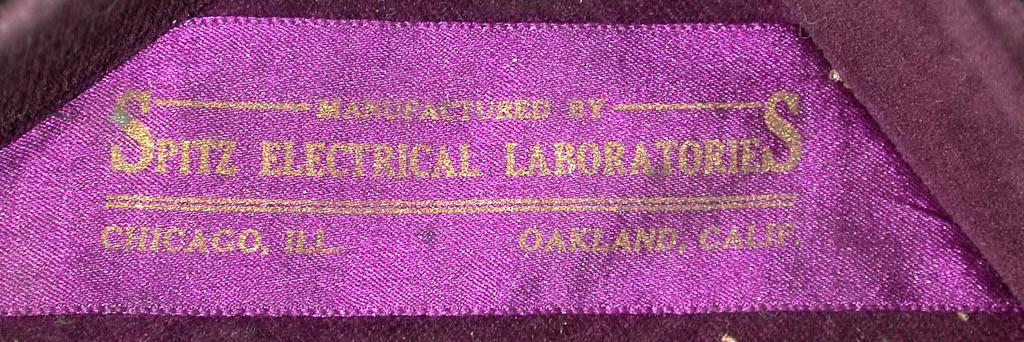 MANUFACTURED BY
SPITZ ELECTRICAL LABORATORIES
CHICAGO, ILL. OAKLAND, CALIF.